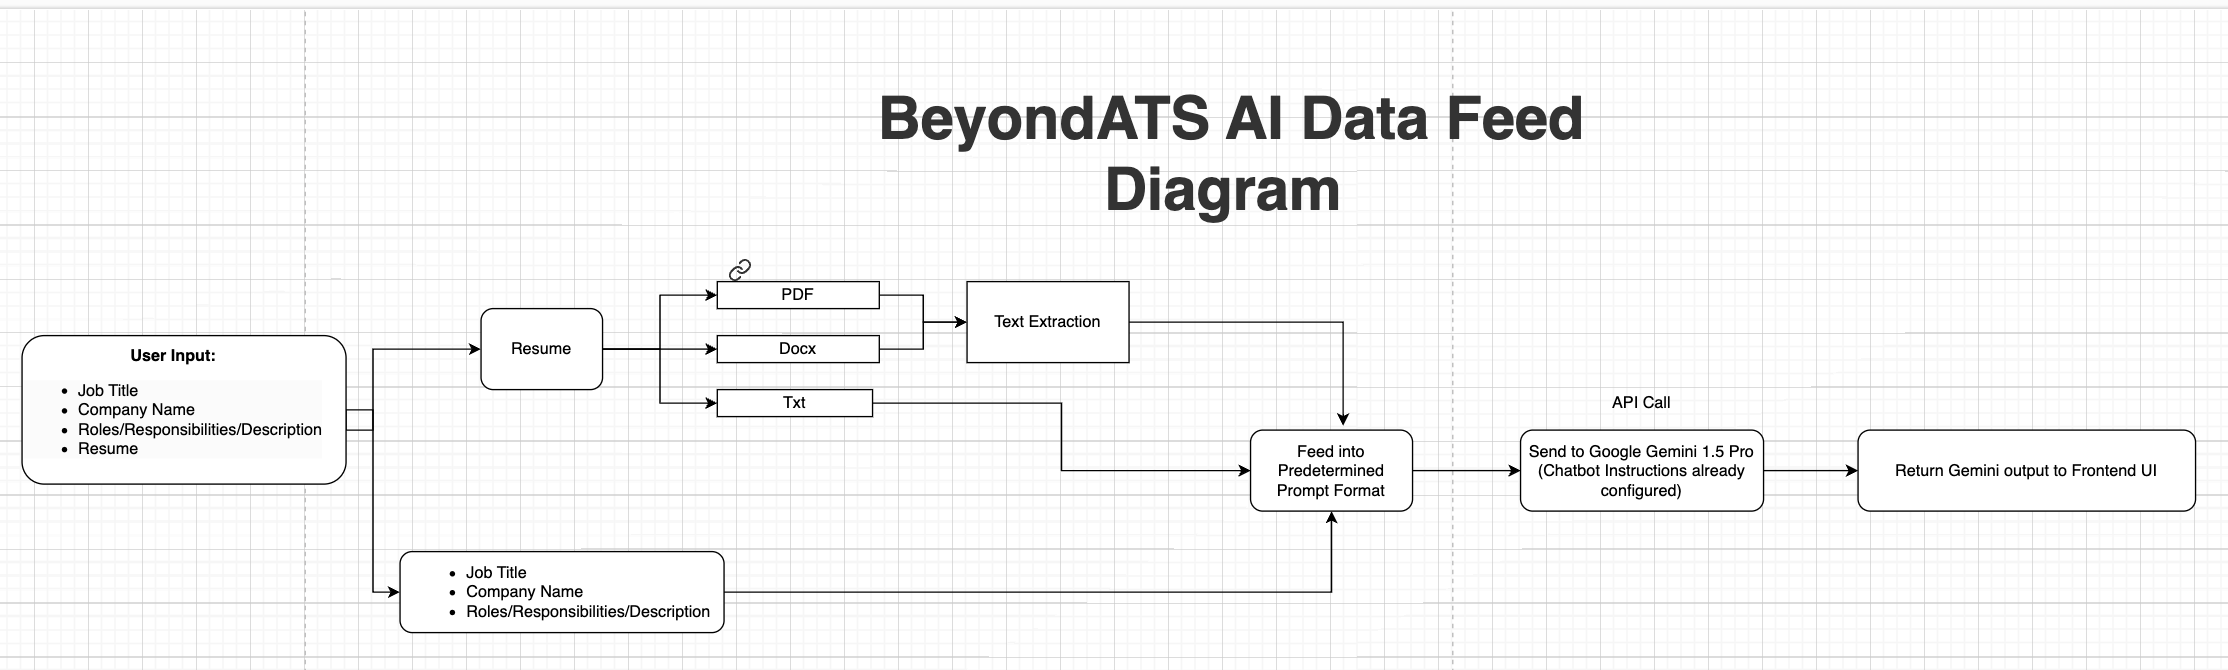 BeyondATS AI Data Feed
Diagram
User Input:
Job Title
Company Name
Roles/Responsibilities/Description
Resume
Resume
PDF
Docx
Txt
Text Extraction
Job Title
Company Name
Roles/Responsibilities/Description
Feed into
Predetermined
Prompt Format
API Call
Send to Google Gemini 1.5 Pro
(Chatbot Instructions already
configured)
Return Gemini output to Frontend UI